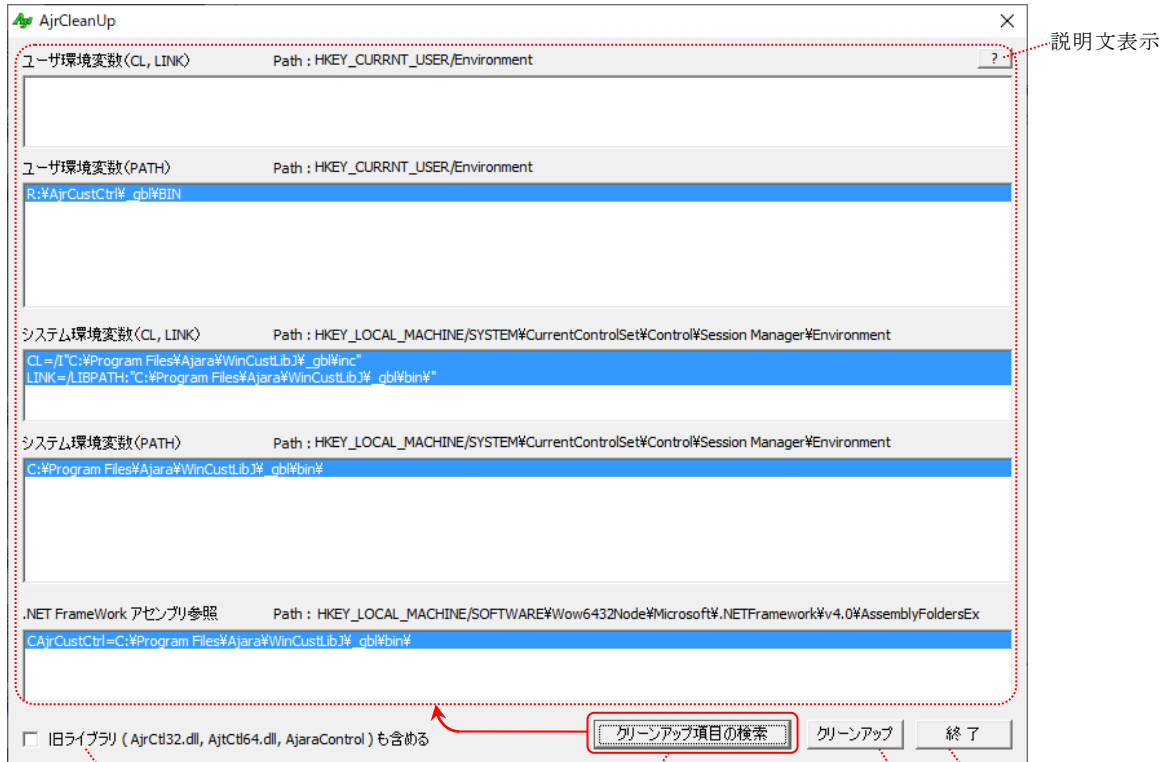 Ajr AjrCleanUp
説明文表示
ユーザ環境変数(CL, LINK) Path : HKEY_CURRNT_USER/Environment ?
ユーザ環境変数(PATH) Path : HKEY_CURRNT_USER/Environment
R:¥AjrCustCtrl¥_gbl¥BIN
システム環境変数(CL, LINK) Path : HKEY_LOCAL_MACHINE/SYSTEM¥CurrentControlSet¥Control¥Session Manager¥Environment
CL=/I"C:¥Program Files¥Ajara¥WinCustLibJ¥_gbl¥inc"
LINK=/LIBPATH:"C:¥Program Files¥Ajara¥WinCustLibJ¥_gbl¥bin¥"
システム環境変数(PATH) Path : HKEY_LOCAL_MACHINE/SYSTEM¥CurrentControlSet¥Control¥Session Manager¥Environment
C:¥Program Files¥Ajara¥WinCustLibJ¥_gbl¥bin¥
.NET FrameWork アセンブリ参照 Path : HKEY_LOCAL_MACHINE/SOFTWARE¥Wow6432Node¥Microsoft¥.NETFramework¥v4.0¥AssemblyFoldersEx
CAjrCustCtrl=C:¥Program Files¥Ajara¥WinCustLibJ¥_gbl¥bin¥
旧ライブラリ ( AjrCtl32.dll, AjtCtl64.dll, AjaraControl ) も含める クリーンアップ項目の検索 クリーンアップ 終 了